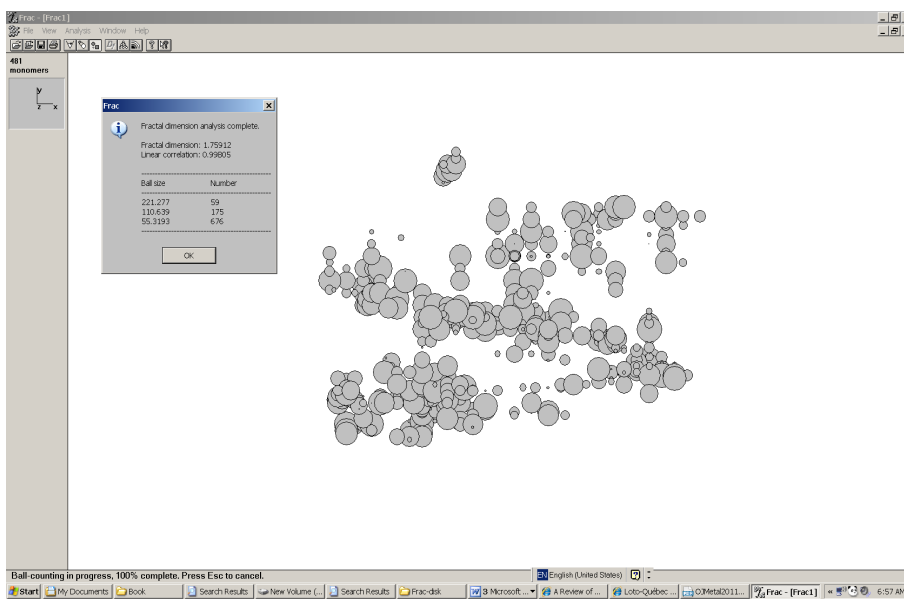 Frac - [Frac1]
File View Analysis Window Help
481
monomers
y
z x
Frac
Fractal dimension analysis complete.
Fractal dimension: 1.75912
Linear correlation: 0.99805
Ball size Number
221.277 59
110.639 175
55.3193 676
OK
Ball-counting in progress, 100% complete. Press Esc to cancel.
EN English (United States)
Start My Documents Book Search Results New Volume (... Search Results Frac-disk 3 Microsoft ... A Review of ... Loto-Québec ... OJMetal2011... Frac - [Frac1] 6:57 AM